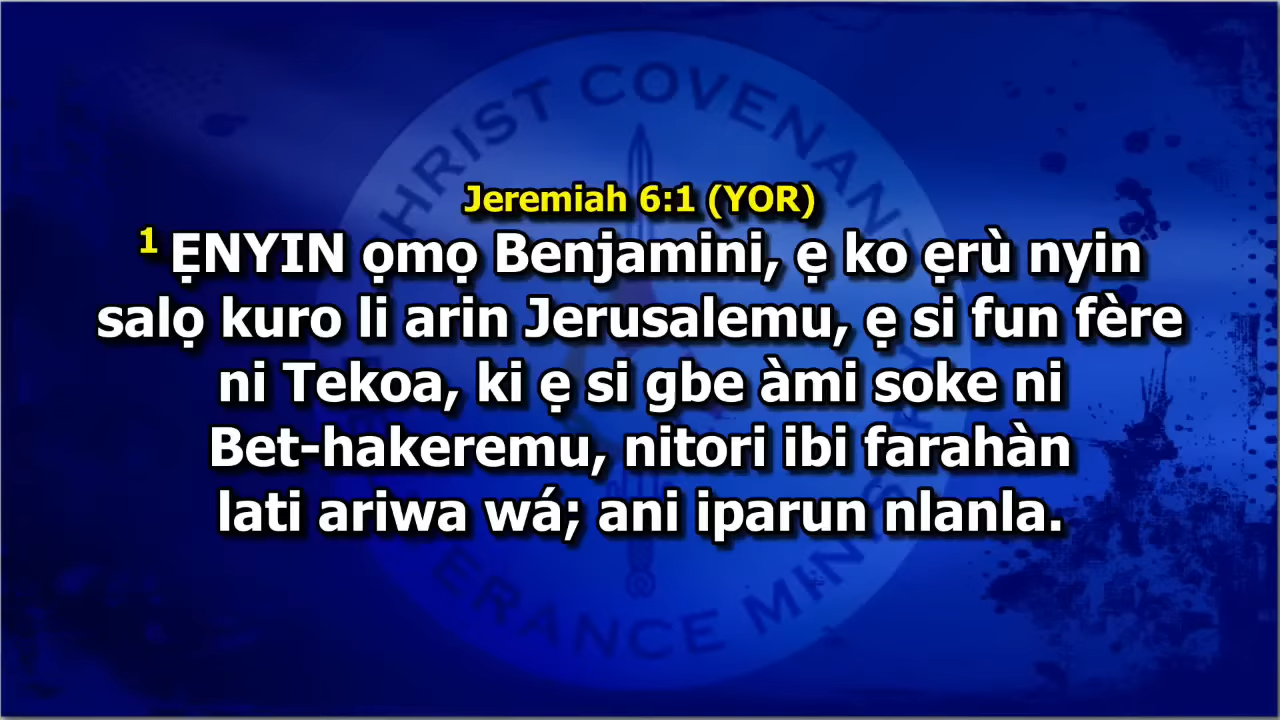 CHRIST COVENANT
Jeremiah 6:1 (YOR)
1 ẸNYIN ọmọ Benjamini, ẹ ko ẹrù nyin
salọ kuro li arin Jerusalemu, ẹ si fun fère
ni Tekoa, ki ẹ si gbe àmi soke ni
Bet-hakeremu, nitori ibi farahàn
lati ariwa wá; ani iparun nlanla.